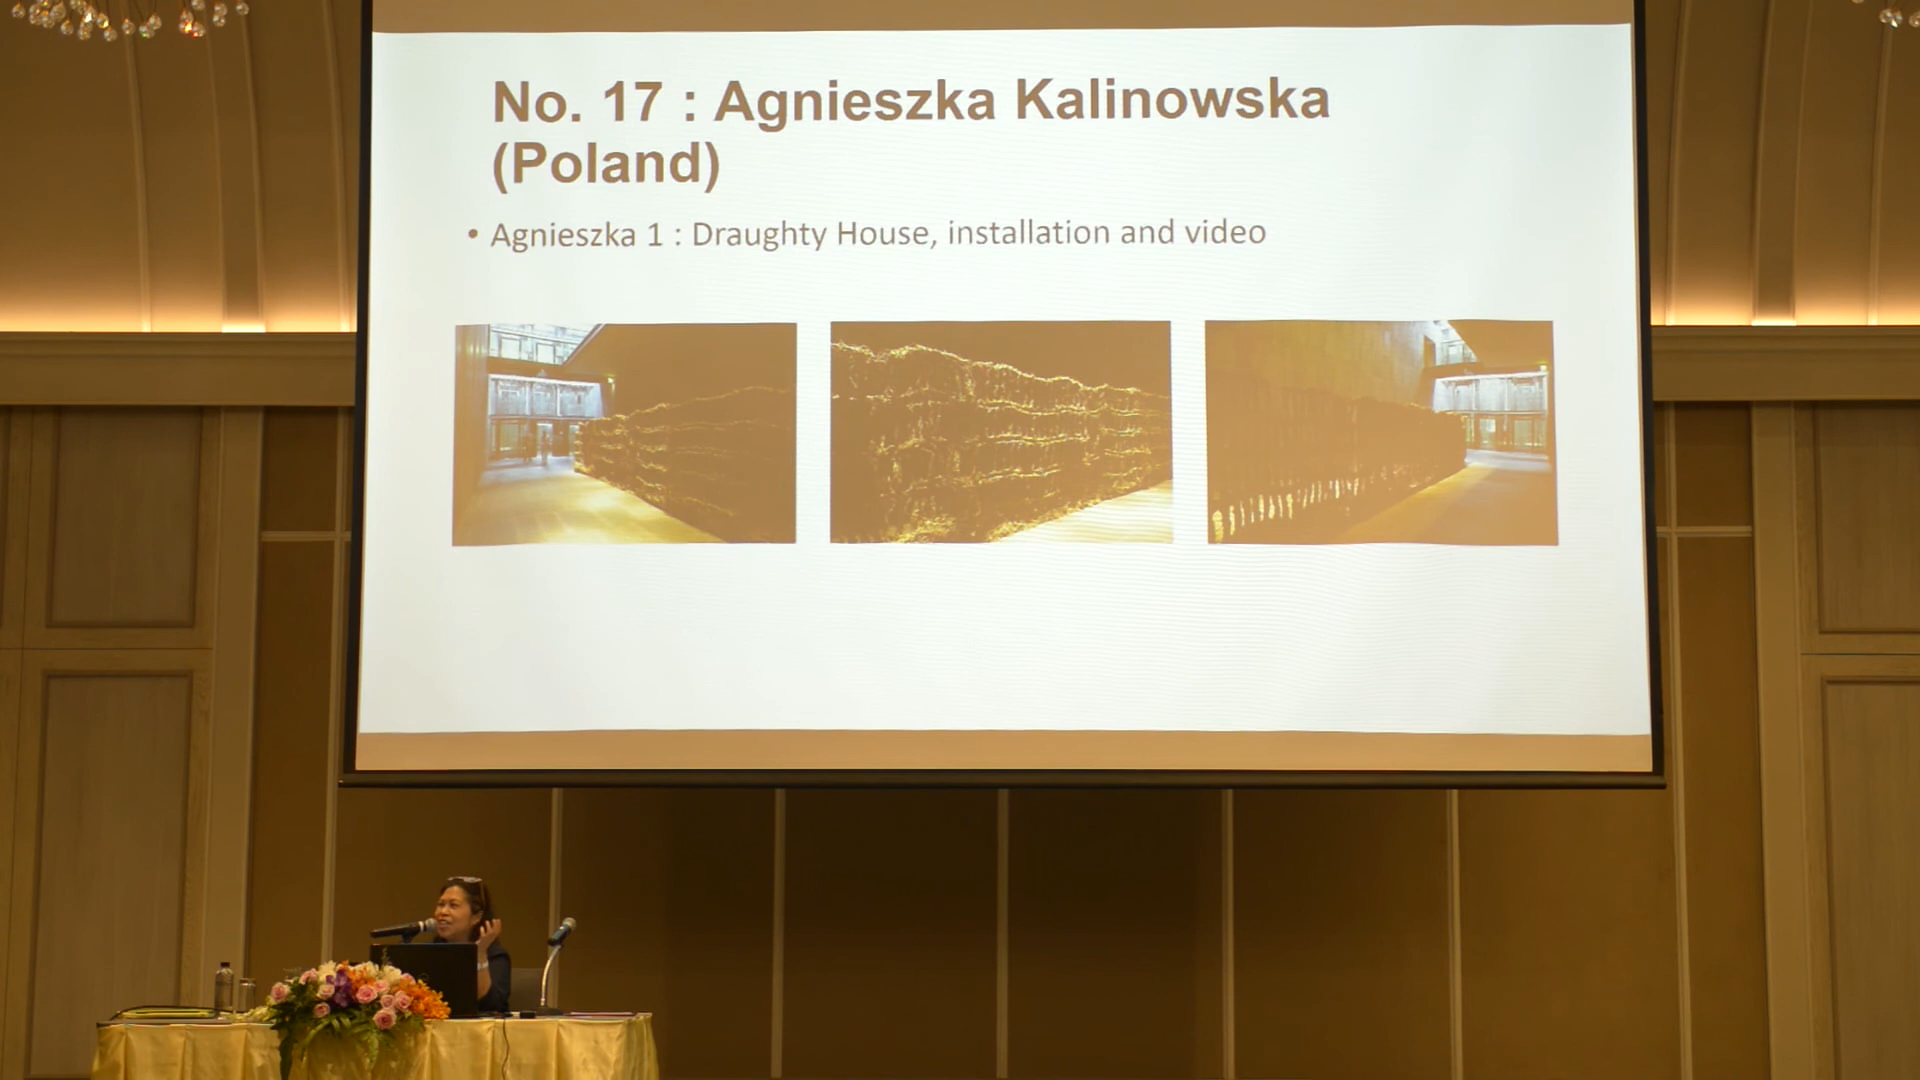 No. 17 : Agnieszka Kalinowska
(Poland)
• Agnieszka 1 : Draughty House, installation and video